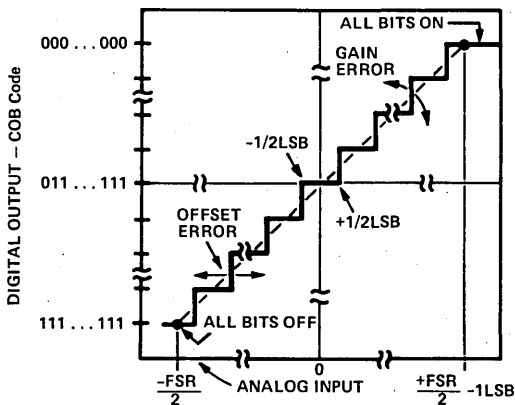 ALL BITS ON
000 . . . 000
GAIN
ERROR
DIGITAL OUTPUT – COB Code
-1/2LSB
011 . . . 111
+1/2LSB
OFFSET
ERROR
111 . . . 111
ALL BITS OFF
0
-FSR
2
ANALOG INPUT
+FSR
2
-1LSB